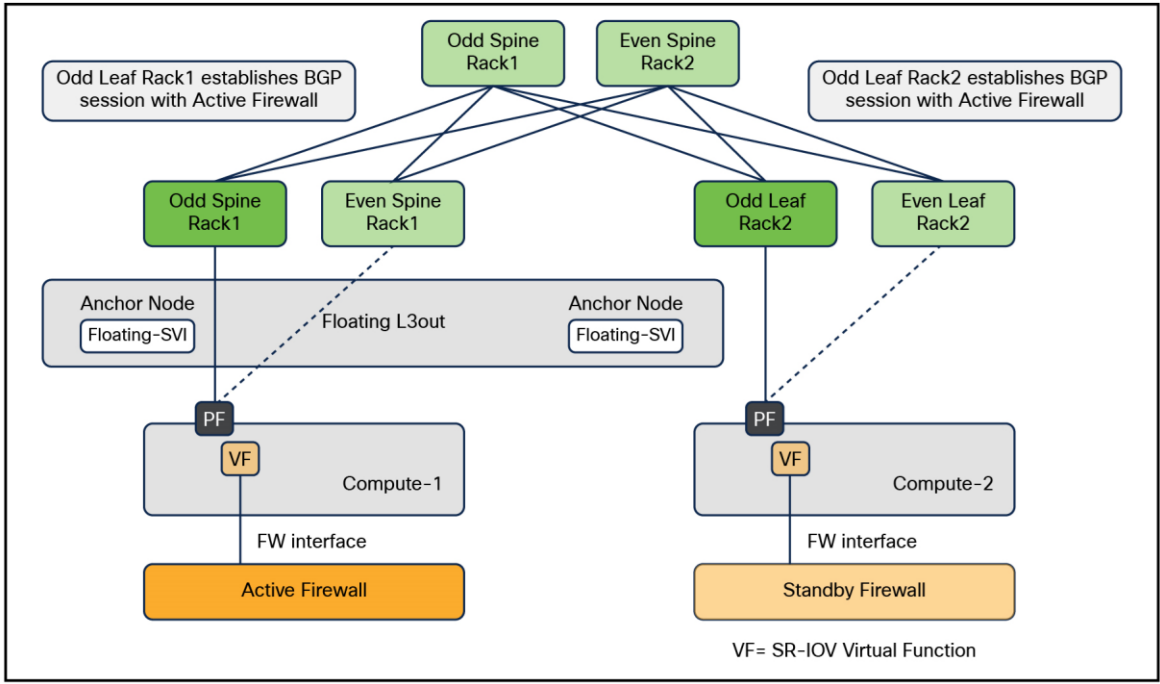 Odd Spine
Rack1
Even Spine
Rack2
Odd Leaf Rack1 establishes BGP
session with Active Firewall
Odd Leaf Rack2 establishes BGP
session with Active Firewall
Odd Spine
Rack1
Even Spine
Rack1
Odd Leaf
Rack2
Even Leaf
Rack2
Anchor Node
Floating-SVI
Floating L3out
Anchor Node
Floating-SVI
PF
VF
Compute-1
PF
VF
Compute-2
FW interface
FW interface
Active Firewall
Standby Firewall
VF= SR-IOV Virtual Function